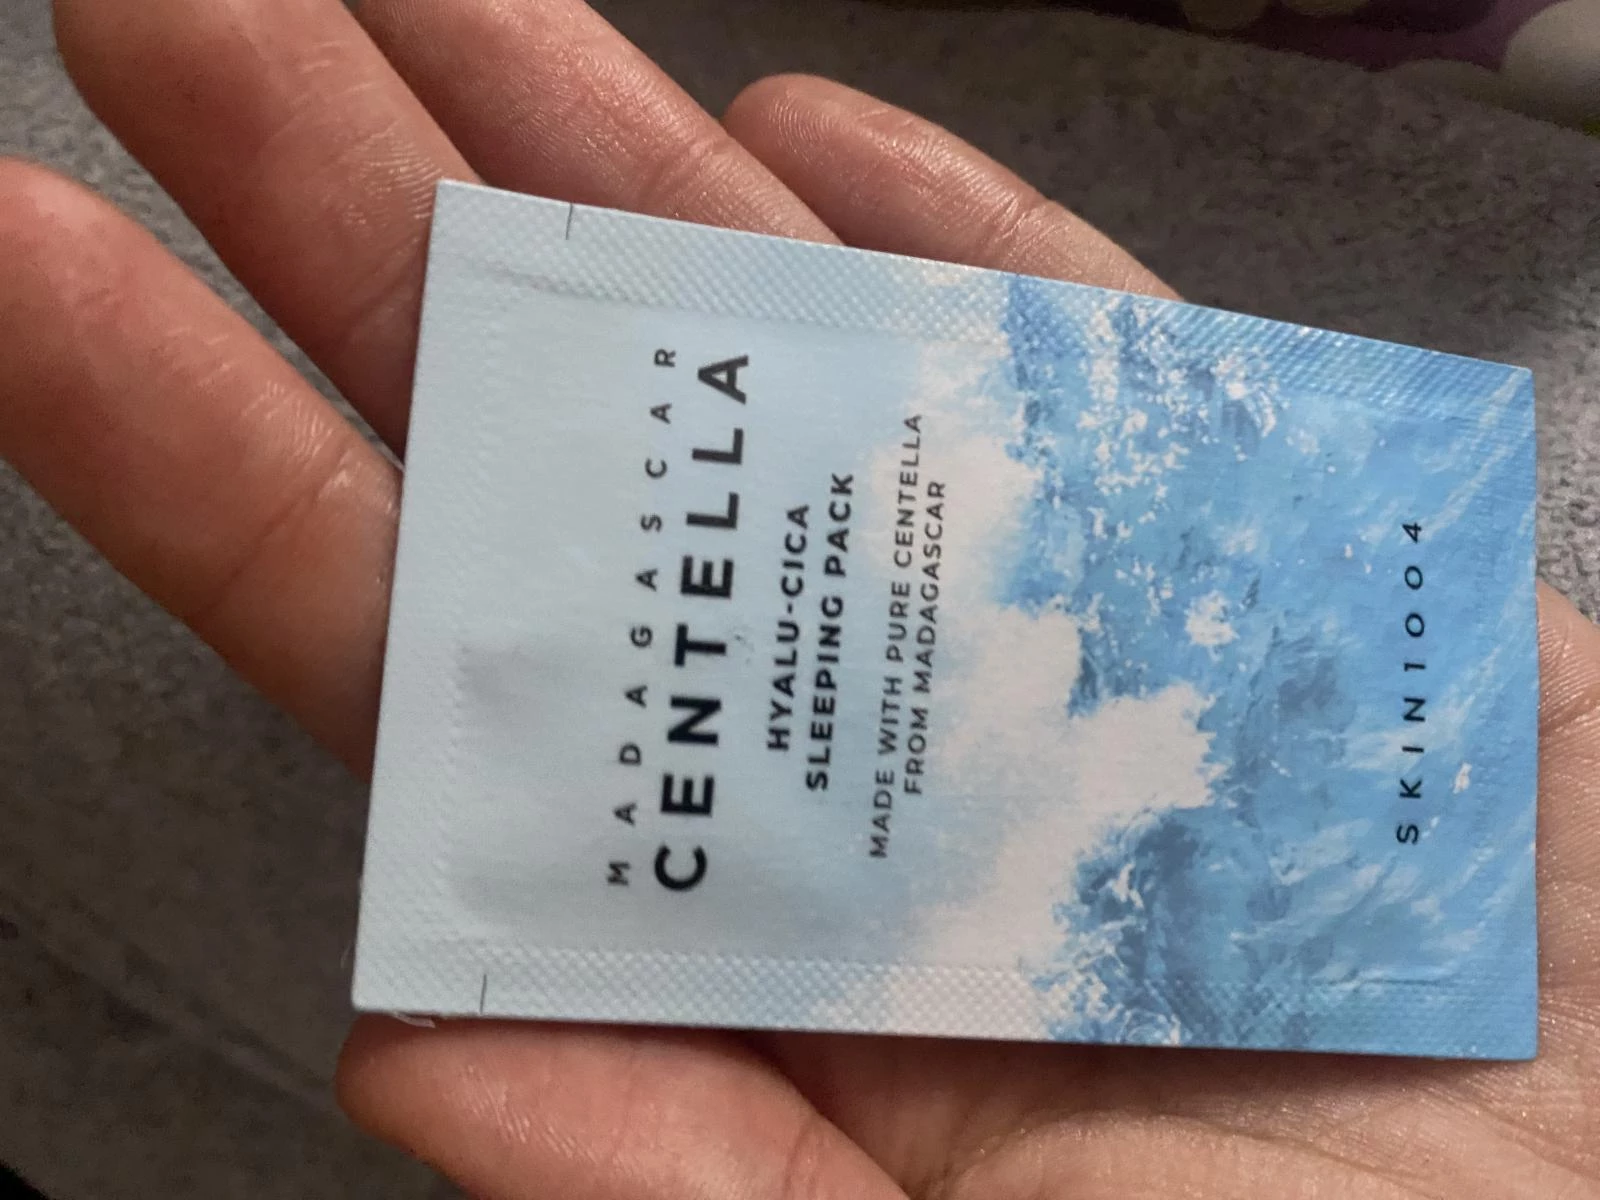 MADAGASCAR
CENTELLA
HYALU-CICA
SLEEPING PACK
MADE WITH PURE CENTELLA
FROM MADAGASCAR
SKIN1004